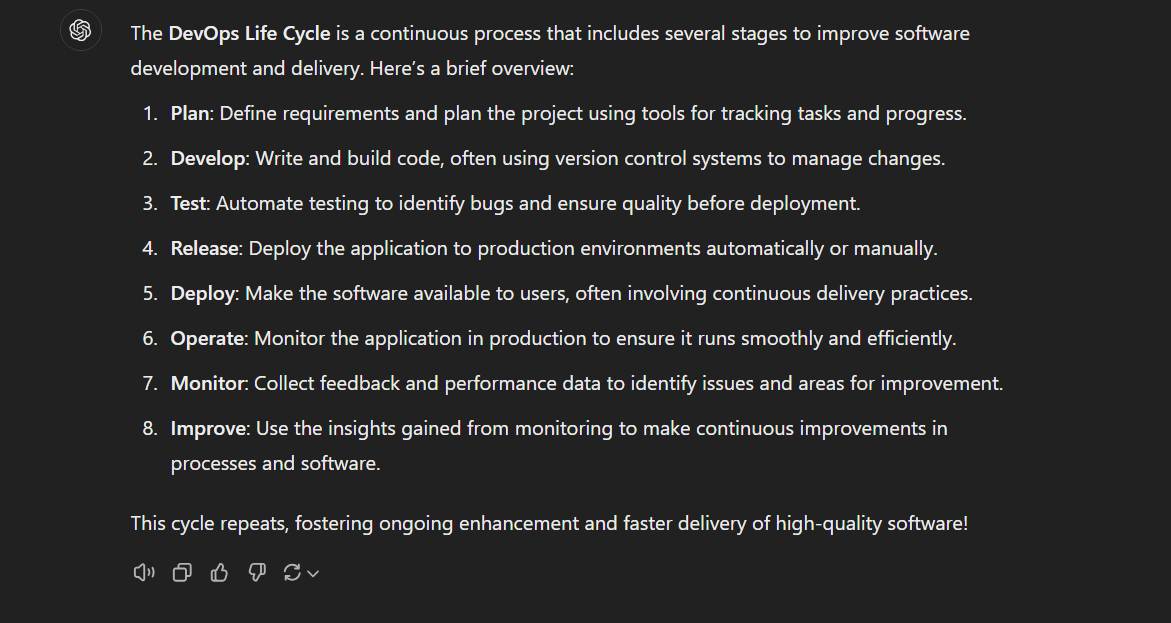 The DevOps Life Cycle is a continuous process that includes several stages to improve software
development and delivery. Here’s a brief overview:
1. Plan: Define requirements and plan the project using tools for tracking tasks and progress.
2. Develop: Write and build code, often using version control systems to manage changes.
3. Test: Automate testing to identify bugs and ensure quality before deployment.
4. Release: Deploy the application to production environments automatically or manually.
5. Deploy: Make the software available to users, often involving continuous delivery practices.
6. Operate: Monitor the application in production to ensure it runs smoothly and efficiently.
7. Monitor: Collect feedback and performance data to identify issues and areas for improvement.
8. Improve: Use the insights gained from monitoring to make continuous improvements in
processes and software.
This cycle repeats, fostering ongoing enhancement and faster delivery of high-quality software!